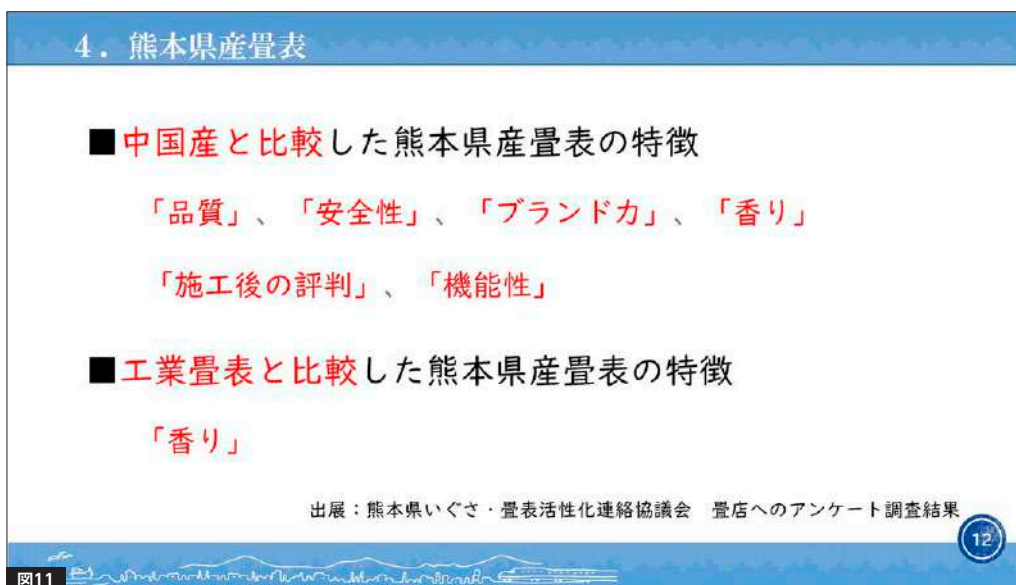 4．熊本県産畳表
■中国産と比較した熊本県産畳表の特徴
「品質」、「安全性」、「ブランド力」、「香り」
「施工後の評判」、「機能性」
■工業畳表と比較した熊本県産畳表の特徴
「香り」
出展：熊本県いぐさ・畳表活性化連絡協議会　畳店へのアンケート調査結果
12
図11